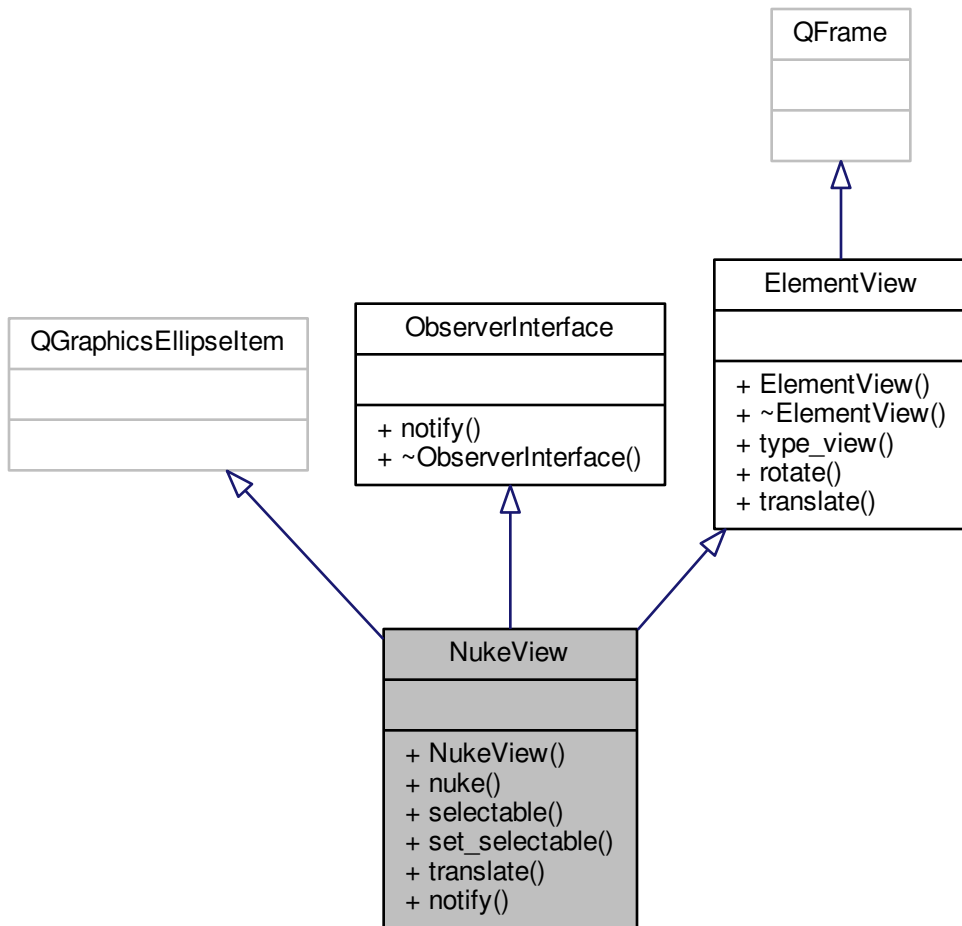 QFrame
ElementView
+ ElementView()
+ ~ElementView()
+ type_view()
+ rotate()
+ translate()
ObserverInterface
+ notify()
+ ~ObserverInterface()
QGraphicsEllipseItem
NukeView
+ NukeView()
+ nuke()
+ selectable()
+ set_selectable()
+ translate()
+ notify()